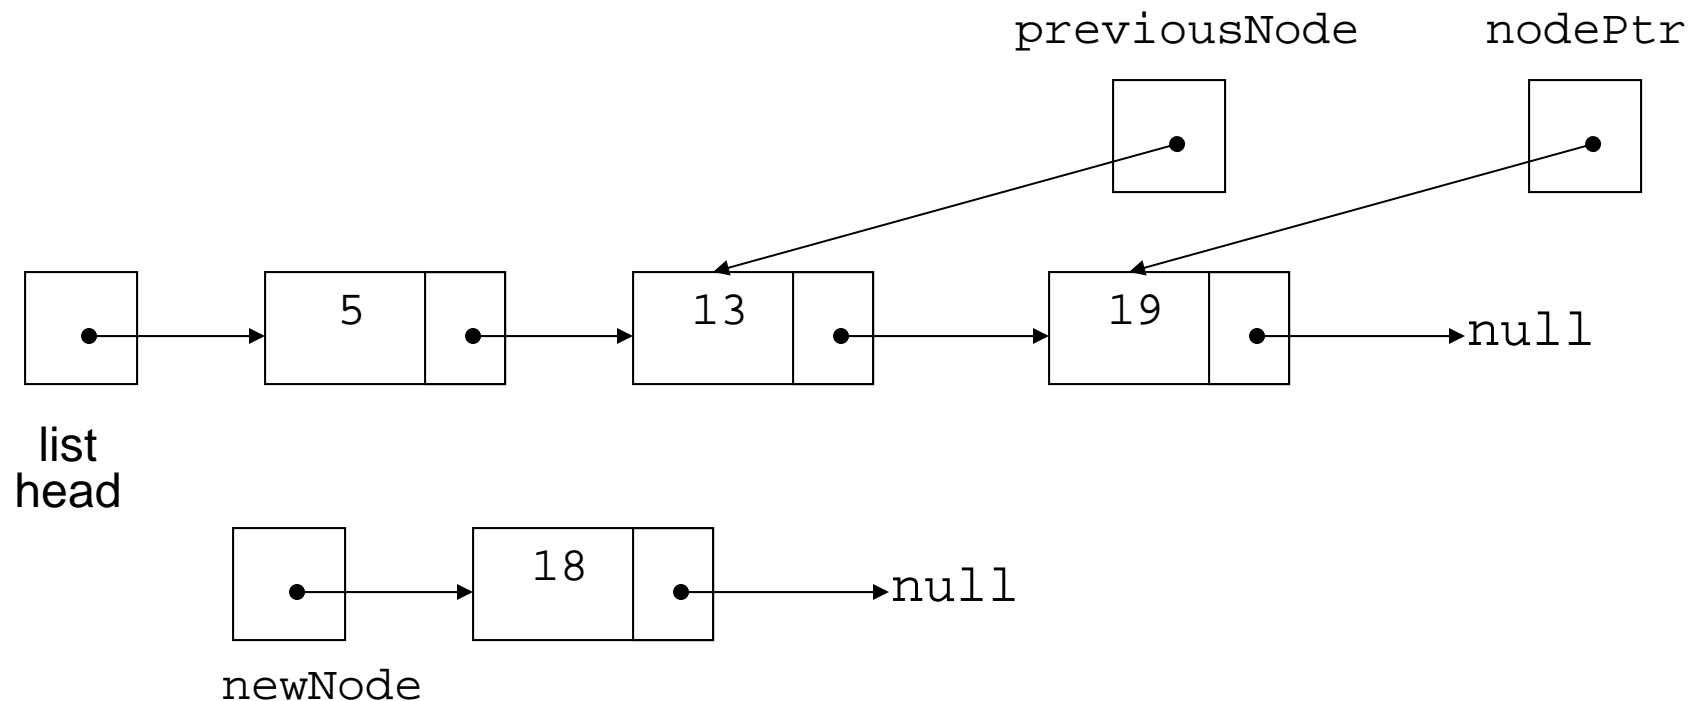 previousNode nodePtr
5 13 19 null
list
head
18 null
newNode